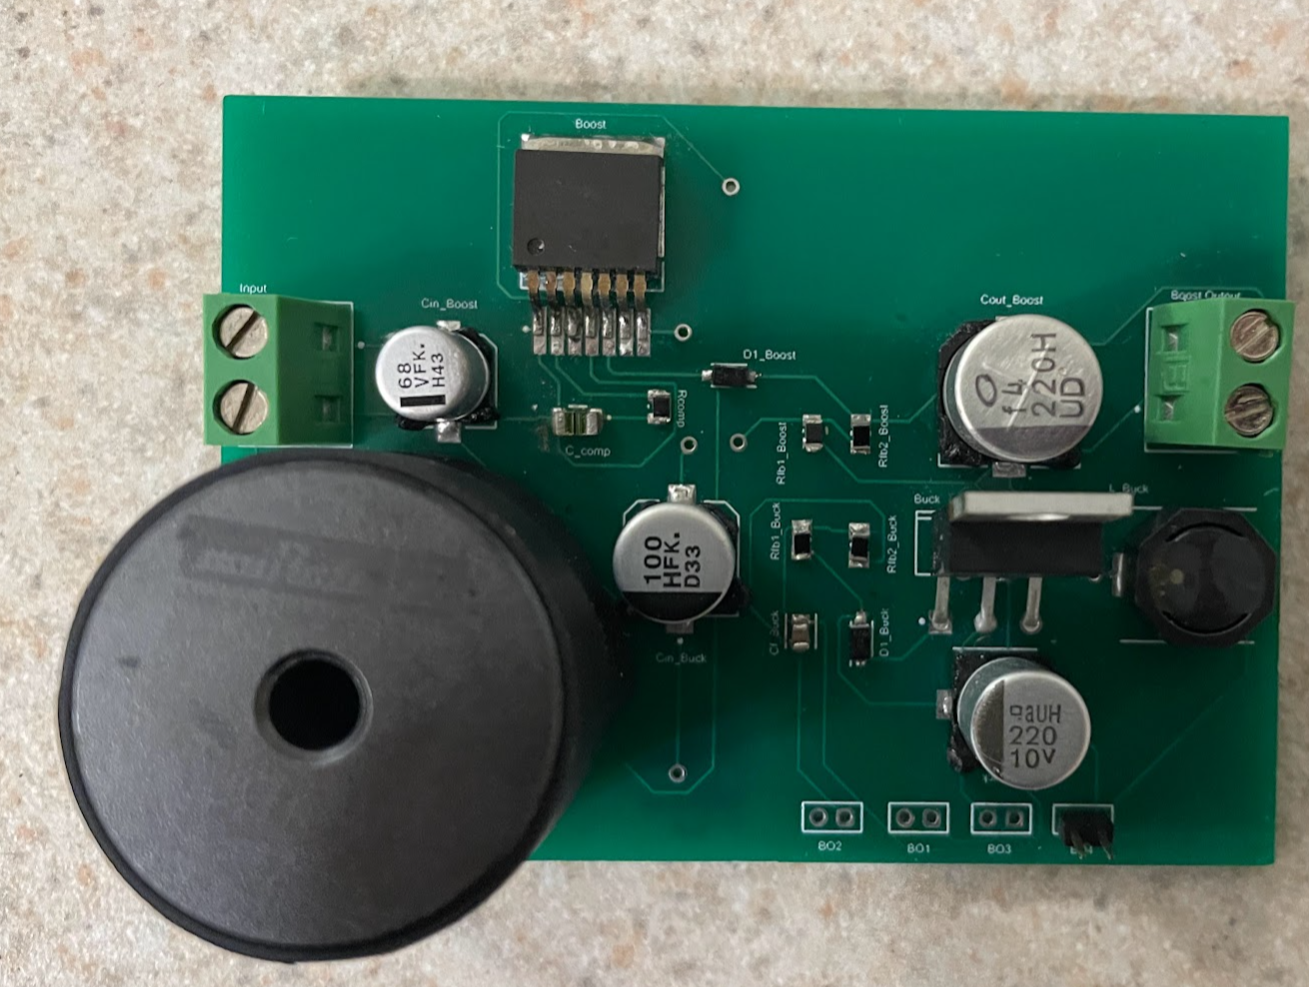 Boost
Input
Cin_Boost
Cout_Boost
Boost Output
68
VFK.
H43
D1_Boost
220H
UD
Rcomp
C_comp
Rfb1_Boost
Rfb2_Boost
Buck
L_Buck
100
HFK.
D33
Rfb1_Buck
Rfb2_Buck
D1_Buck
Cin_Buck
220
10V
BO2
BO1
BO3